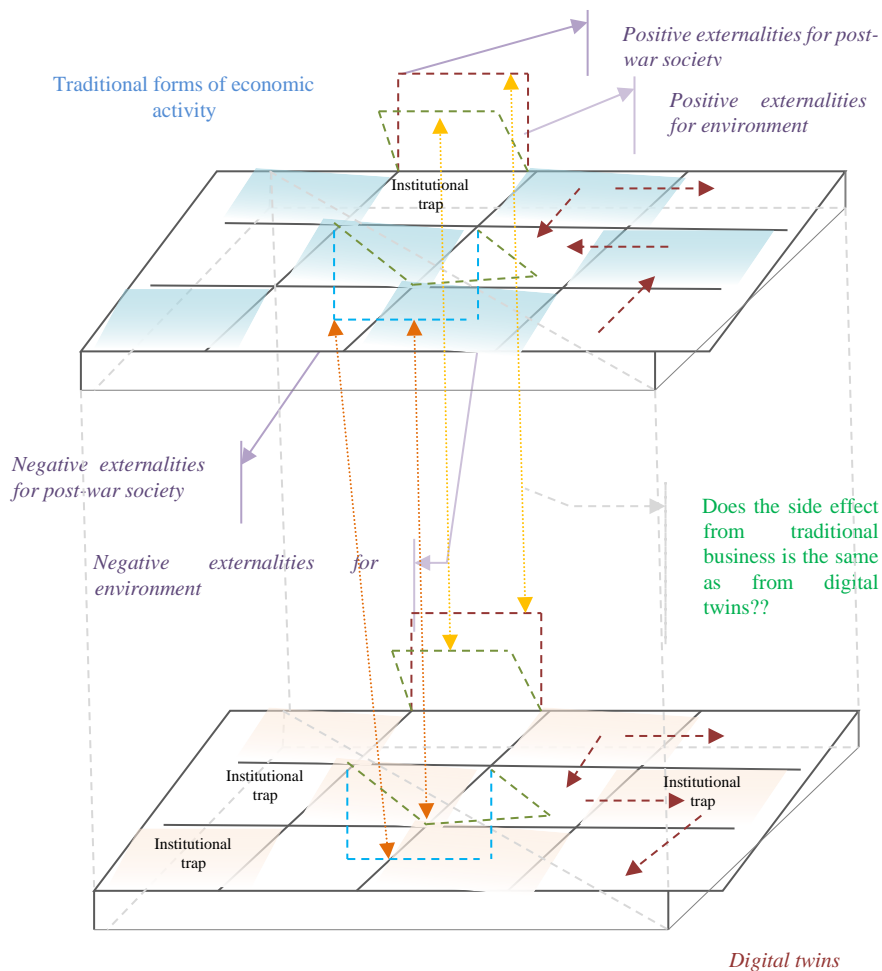 Positive externalities for post-
war society
Traditional forms of economic
activity
Positive externalities
for environment
Institutional
trap
Negative externalities
for post-war society
Negative externalities for
environment
Does the side effect
from traditional
business is the same
as from digital
twins??
Institutional
trap
Institutional
trap
Institutional
trap
Digital twins